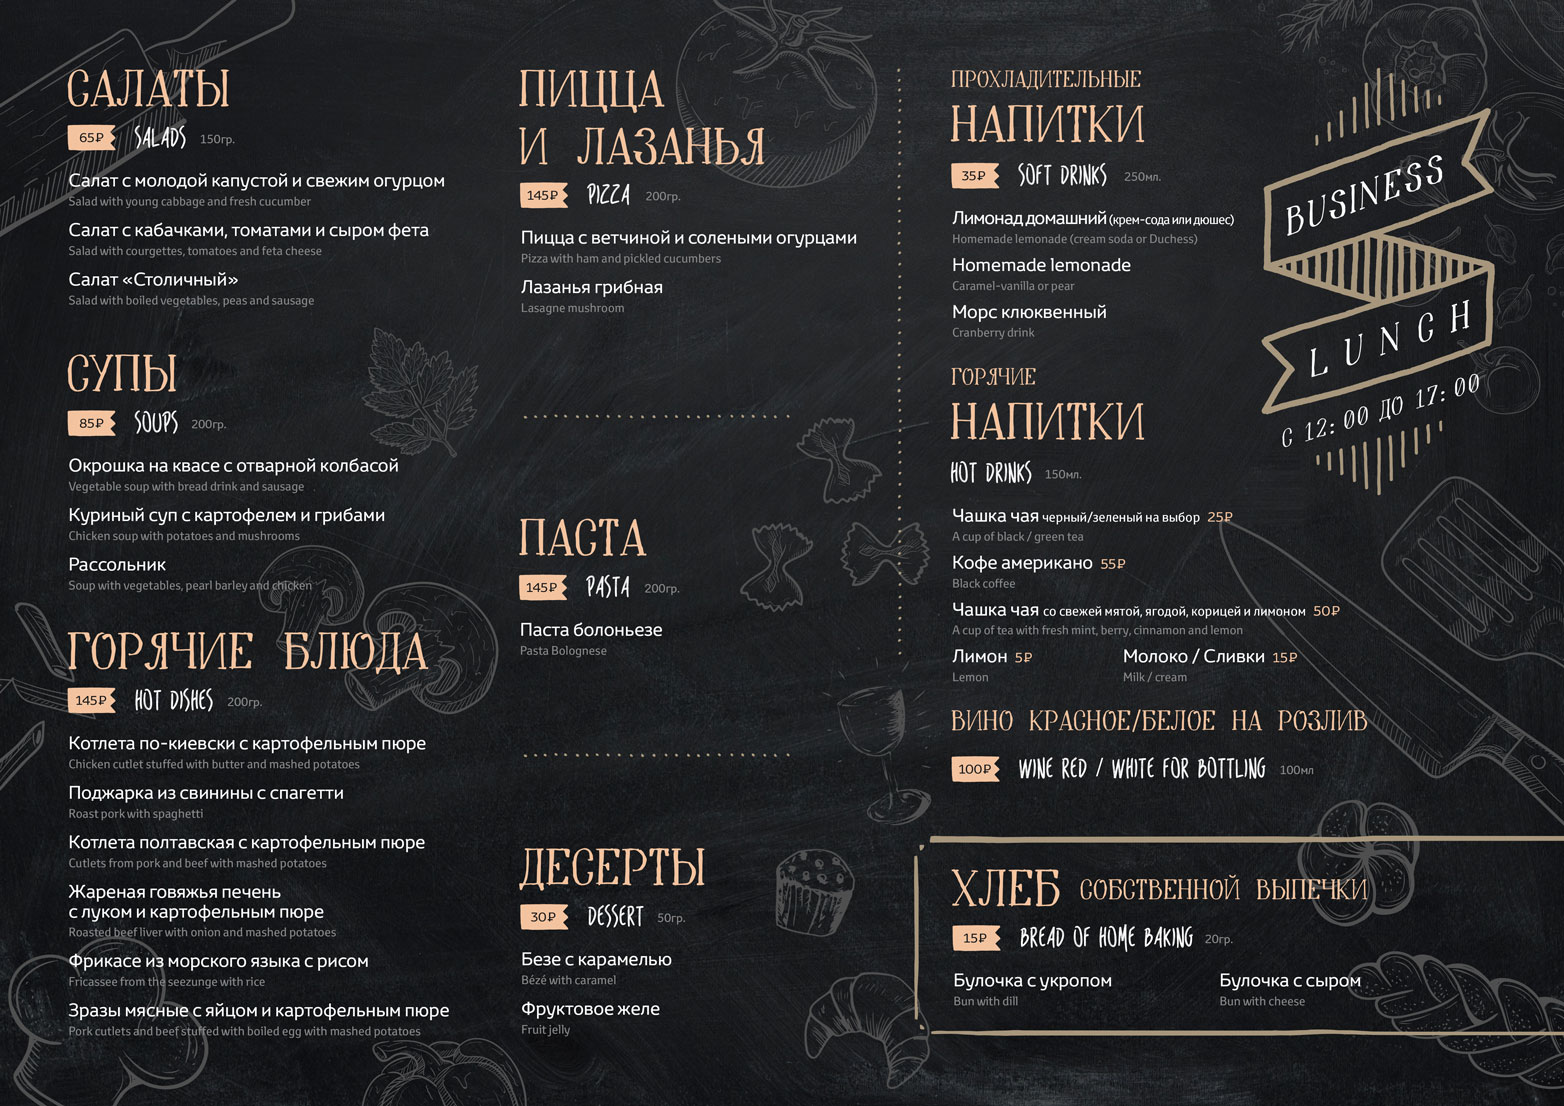 САЛАТЫ
65₽ SALADS 150гр.
Салат с молодой капустой и свежим огурцом
Salad with young cabbage and fresh cucumber
Салат с кабачками, томатами и сыром фета
Salad with courgettes, tomatoes and feta cheese
Салат «Столичный»
Salad with boiled vegetables, peas and sausage
СУПЫ
85₽ SOUPS 200гр.
Окрошка на квасе с отварной колбасой
Vegetable soup with bread drink and sausage
Куриный суп с картофелем и грибами
Chicken soup with potatoes and mushrooms
Рассольник
Soup with vegetables, pearl barley and chicken
ГОРЯЧИЕ БЛЮДА
145₽ HOT DISHES 200гр.
Котлета по-киевски с картофельным пюре
Chicken cutlet stuffed with butter and mashed potatoes
Поджарка из свинины с спагетти
Roast pork with spaghetti
Котлета полтавская с картофельным пюре
Cutlets from pork and beef with mashed potatoes
Жареная говяжья печень
с луком и картофельным пюре
Roasted beef liver with onion and mashed potatoes
Фрикасе из морского языка с рисом
Fricassee from the seezunge with rice
Зразы мясные с яйцом и картофельным пюре
Pork cutlets and beef stuffed with boiled egg with mashed potatoes
ПИЦЦА
И ЛАЗАНЬЯ
145₽ PIZZA 200гр.
Пицца с ветчиной и солеными огурцами
Pizza with ham and pickled cucumbers
Лазанья грибная
Lasagne mushroom
ПАСТА
145₽ PASTA 200гр.
Паста болоньезе
Pasta Bolognese
ДЕСЕРТЫ
30₽ DESSERT 50гр.
Безе с карамелью
Bézé with caramel
Фруктовое желе
Fruit jelly
ПРОХЛАДИТЕЛЬНЫЕ
НАПИТКИ
35₽ SOFT DRINKS 250мл.
Лимонад домашний (крем-сода или дюшес)
Homemade lemonade (cream soda or Duchess)
Homemade lemonade
Caramel-vanilla or pear
Морс клюквенный
Cranberry drink
ГОРЯЧИЕ
НАПИТКИ
HOT DRINKS 150мл.
Чашка чая черный/зеленый на выбор 25₽
A cup of black / green tea
Кофе американо 55₽
Black coffee
Чашка чая со свежей мятой, ягодой, корицей и лимоном 50₽
A cup of tea with fresh mint, berry, cinnamon and lemon
Лимон 5₽ Молоко / Сливки 15₽
Lemon Milk / cream
ВИНО КРАСНОЕ/БЕЛОЕ НА РОЗЛИВ
100₽ WINE RED / WHITE FOR BOTTLING 100мл
ХЛЕБ СОБСТВЕННОЙ ВЫПЕЧКИ
15₽ BREAD OF HOME BAKING 20гр.
Булочка с укропом Булочка с сыром
Bun with dill Bun with cheese
BUSINESS
LUNCH
С 12:00 ДО 17:00